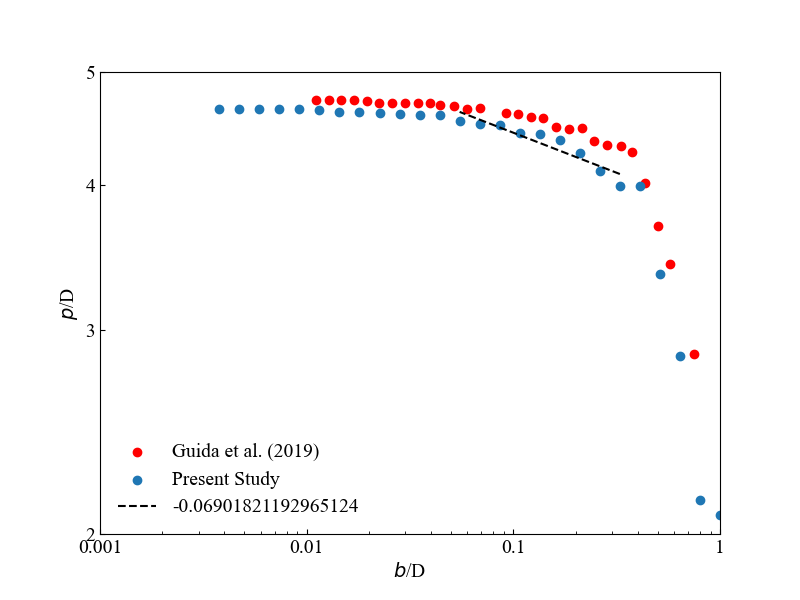 5
4
3
2
p/D
Guida et al. (2019)
Present Study
-0.06901821192965124
0.001
0.01
0.1
1
b/D